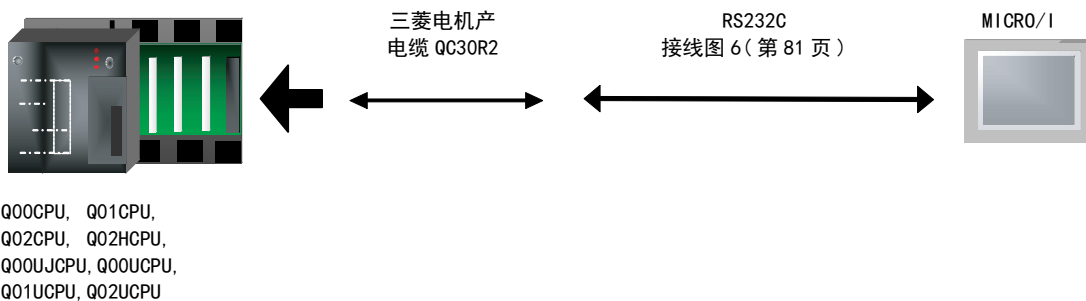 三菱电机产
电缆 QC30R2
RS232C
接线图 6(第 81 页)
MICRO/I
Q00CPU, Q01CPU,
Q02CPU, Q02HCPU,
Q00UJCPU,Q00UCPU,
Q01UCPU,Q02UCPU